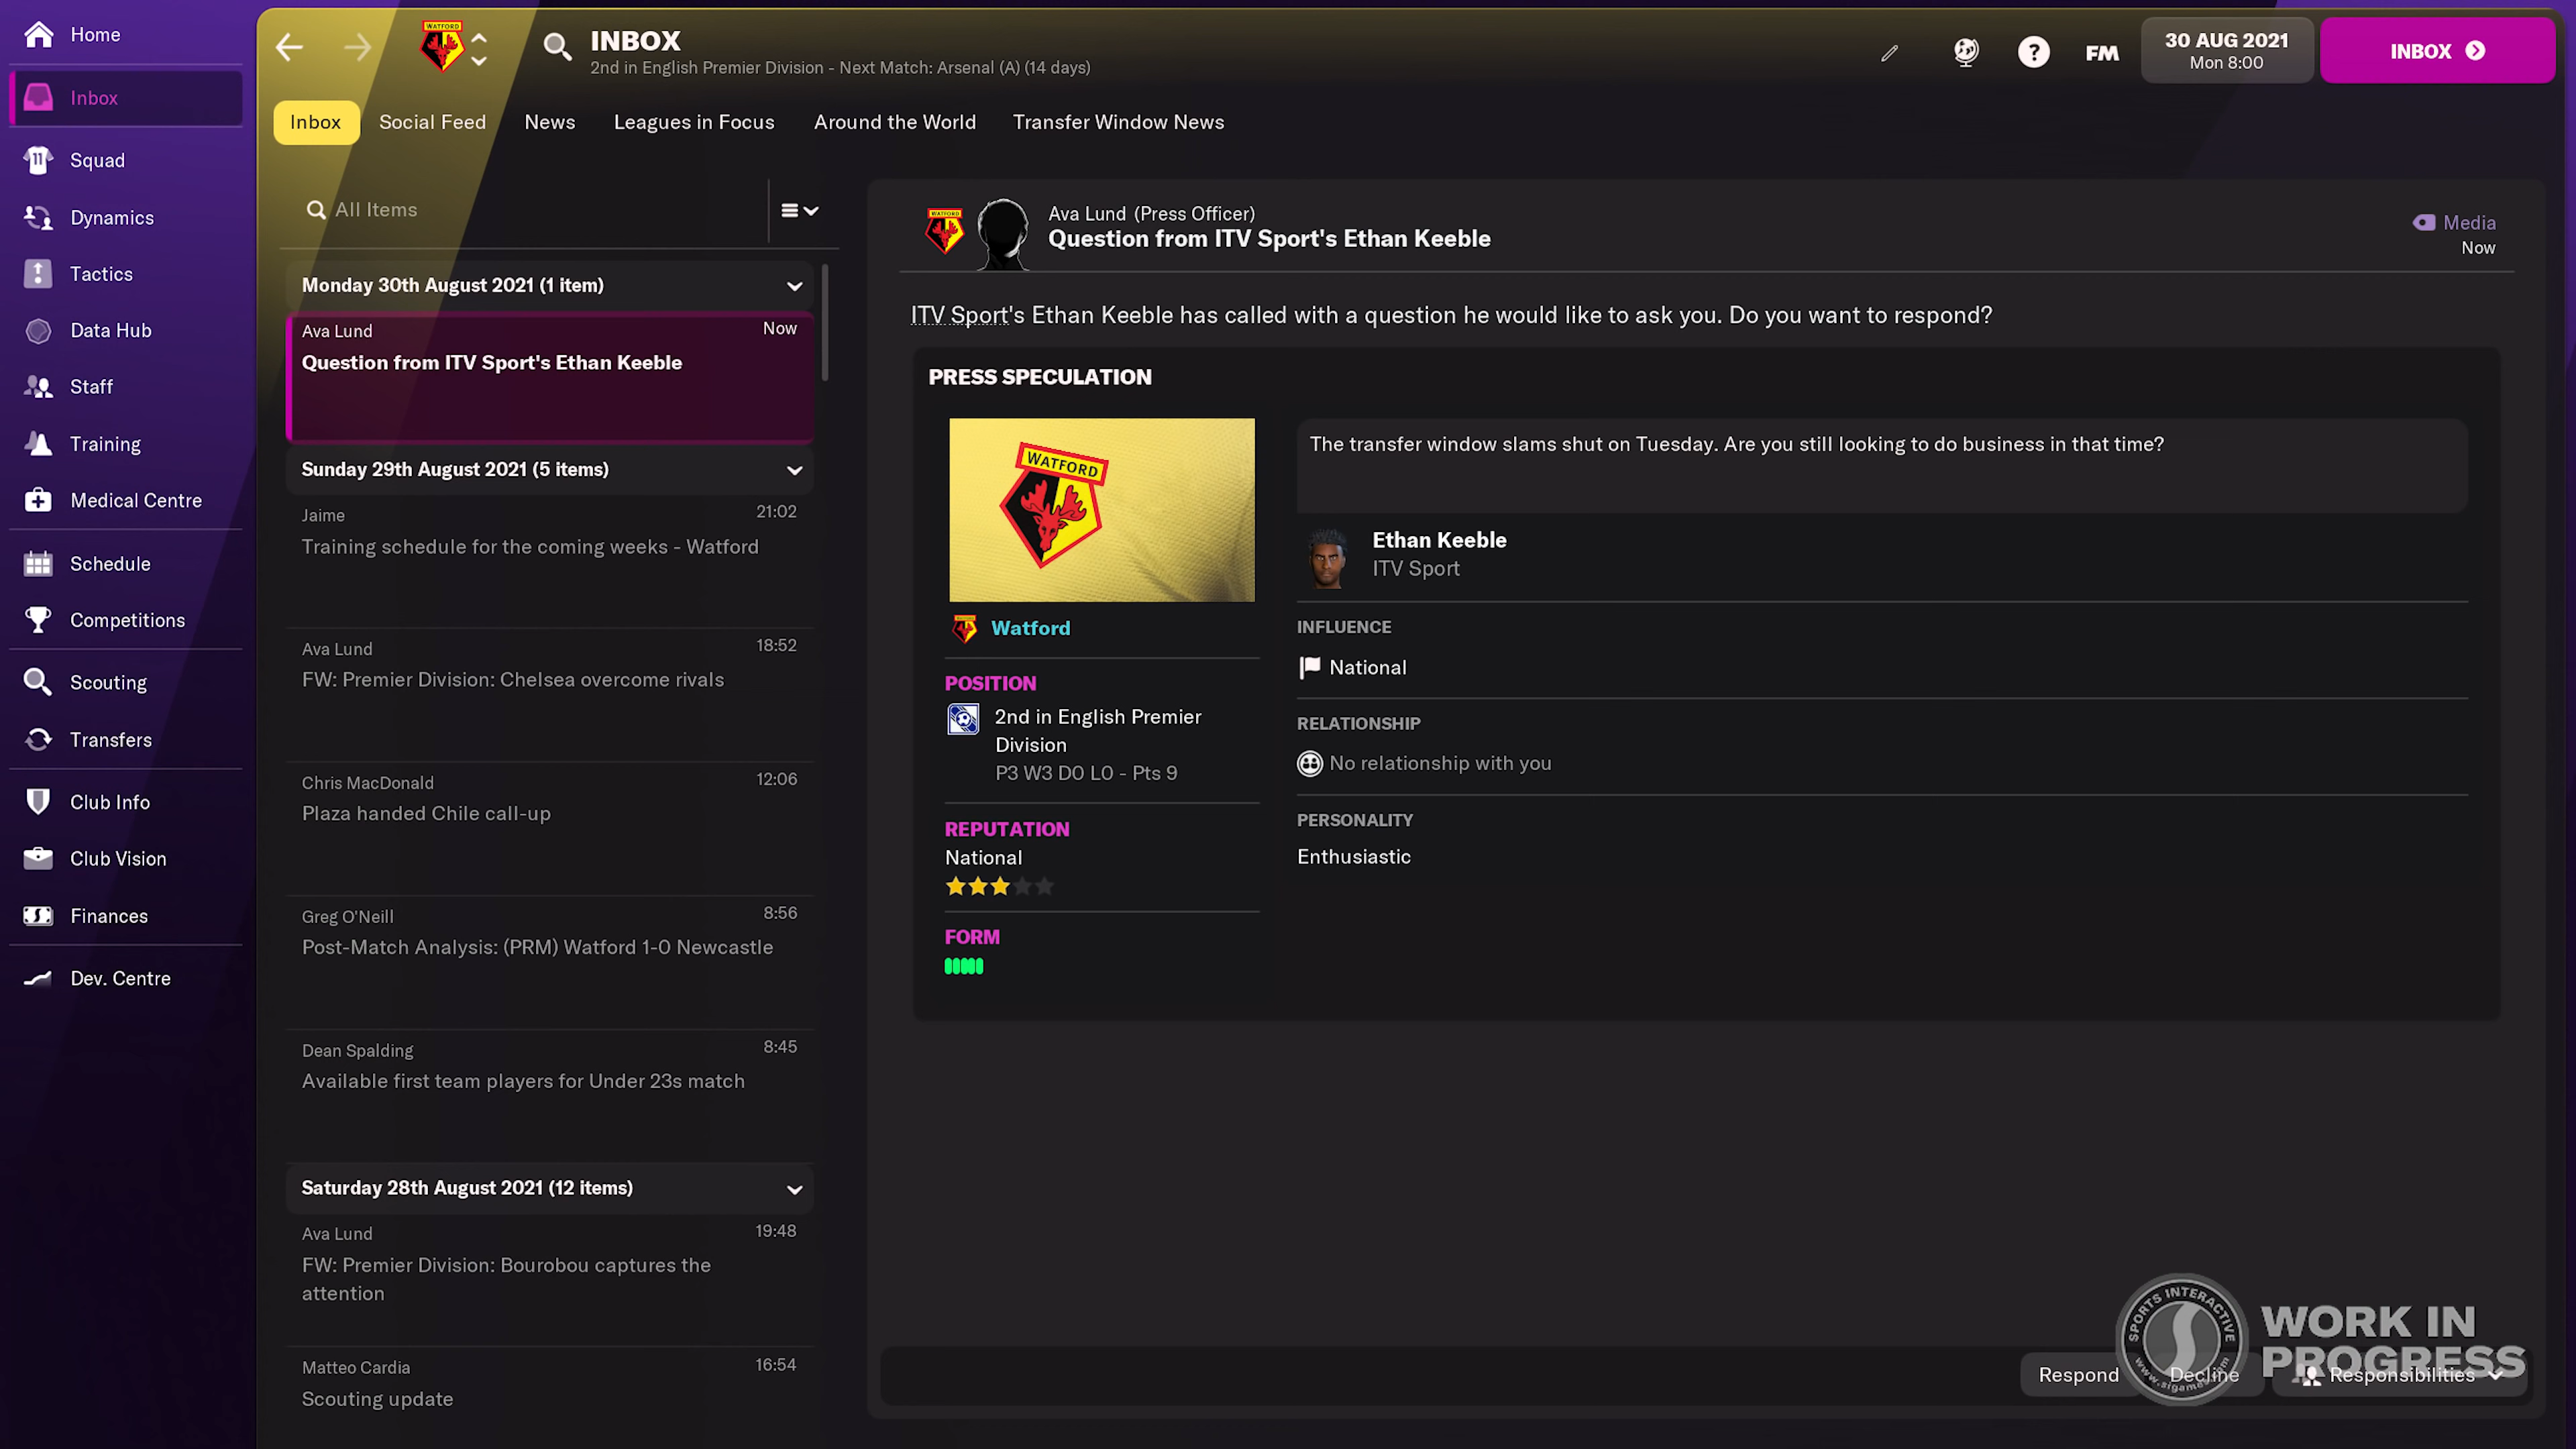 Home
Inbox
Squad
Dynamics
Tactics
Data Hub
Staff
Training
Medical Centre
Schedule
Competitions
Scouting
Transfers
Club Info
Club Vision
Finances
Dev. Centre
WATFORD
INBOX
2nd in English Premier Division - Next Match: Arsenal (A) (14 days)
?
FM
30 AUG 2021
Mon 8:00
INBOX
Inbox
Social Feed
News
Leagues in Focus
Around the World
Transfer Window News
All Items
Monday 30th August 2021 (1 item)
Ava Lund
Now
Question from ITV Sport's Ethan Keeble
Sunday 29th August 2021 (5 items)
Jaime
21:02
Training schedule for the coming weeks - Watford
Ava Lund
18:52
FW: Premier Division: Chelsea overcome rivals
Chris MacDonald
12:06
Plaza handed Chile call-up
Greg O'Neill
8:56
Post-Match Analysis: (PRM) Watford 1-0 Newcastle
Dean Spalding
8:45
Available first team players for Under 23s match
Saturday 28th August 2021 (12 items)
Ava Lund
19:48
FW: Premier Division: Bourobou captures the
attention
Matteo Cardia
16:54
Scouting update
WATFORD
Ava Lund (Press Officer)
Question from ITV Sport's Ethan Keeble
Media
Now
ITV Sport's Ethan Keeble has called with a question he would like to ask you. Do you want to respond?
PRESS SPECULATION
WATFORD
Watford
POSITION
2nd in English Premier
Division
P3 W3 D0 L0 - Pts 9
REPUTATION
National
FORM
The transfer window slams shut on Tuesday. Are you still looking to do business in that time?
Ethan Keeble
ITV Sport
INFLUENCE
National
RELATIONSHIP
No relationship with you
PERSONALITY
Enthusiastic
Respond
Decline
Responsibilities
SPORTS INTERACTIVE
www.sigames.com
WORK IN
PROGRESS